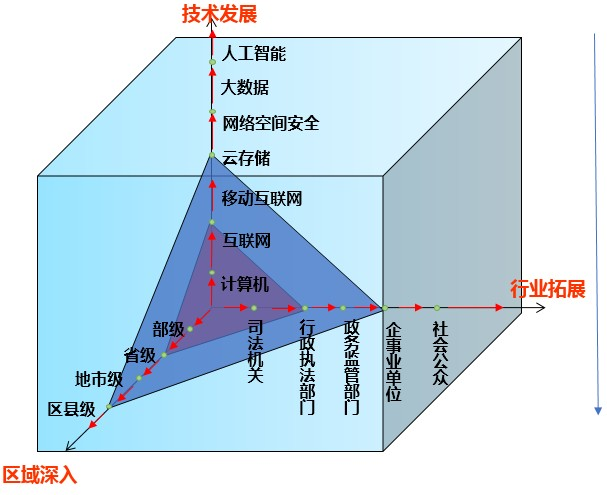 技术发展
人工智能
大数据
网络空间安全
云存储
移动互联网
互联网
计算机
行业拓展
司法机关
行政执法部门
政务监管部门
企事业单位
社会公众
部级
省级
地市级
区县级
区域深入